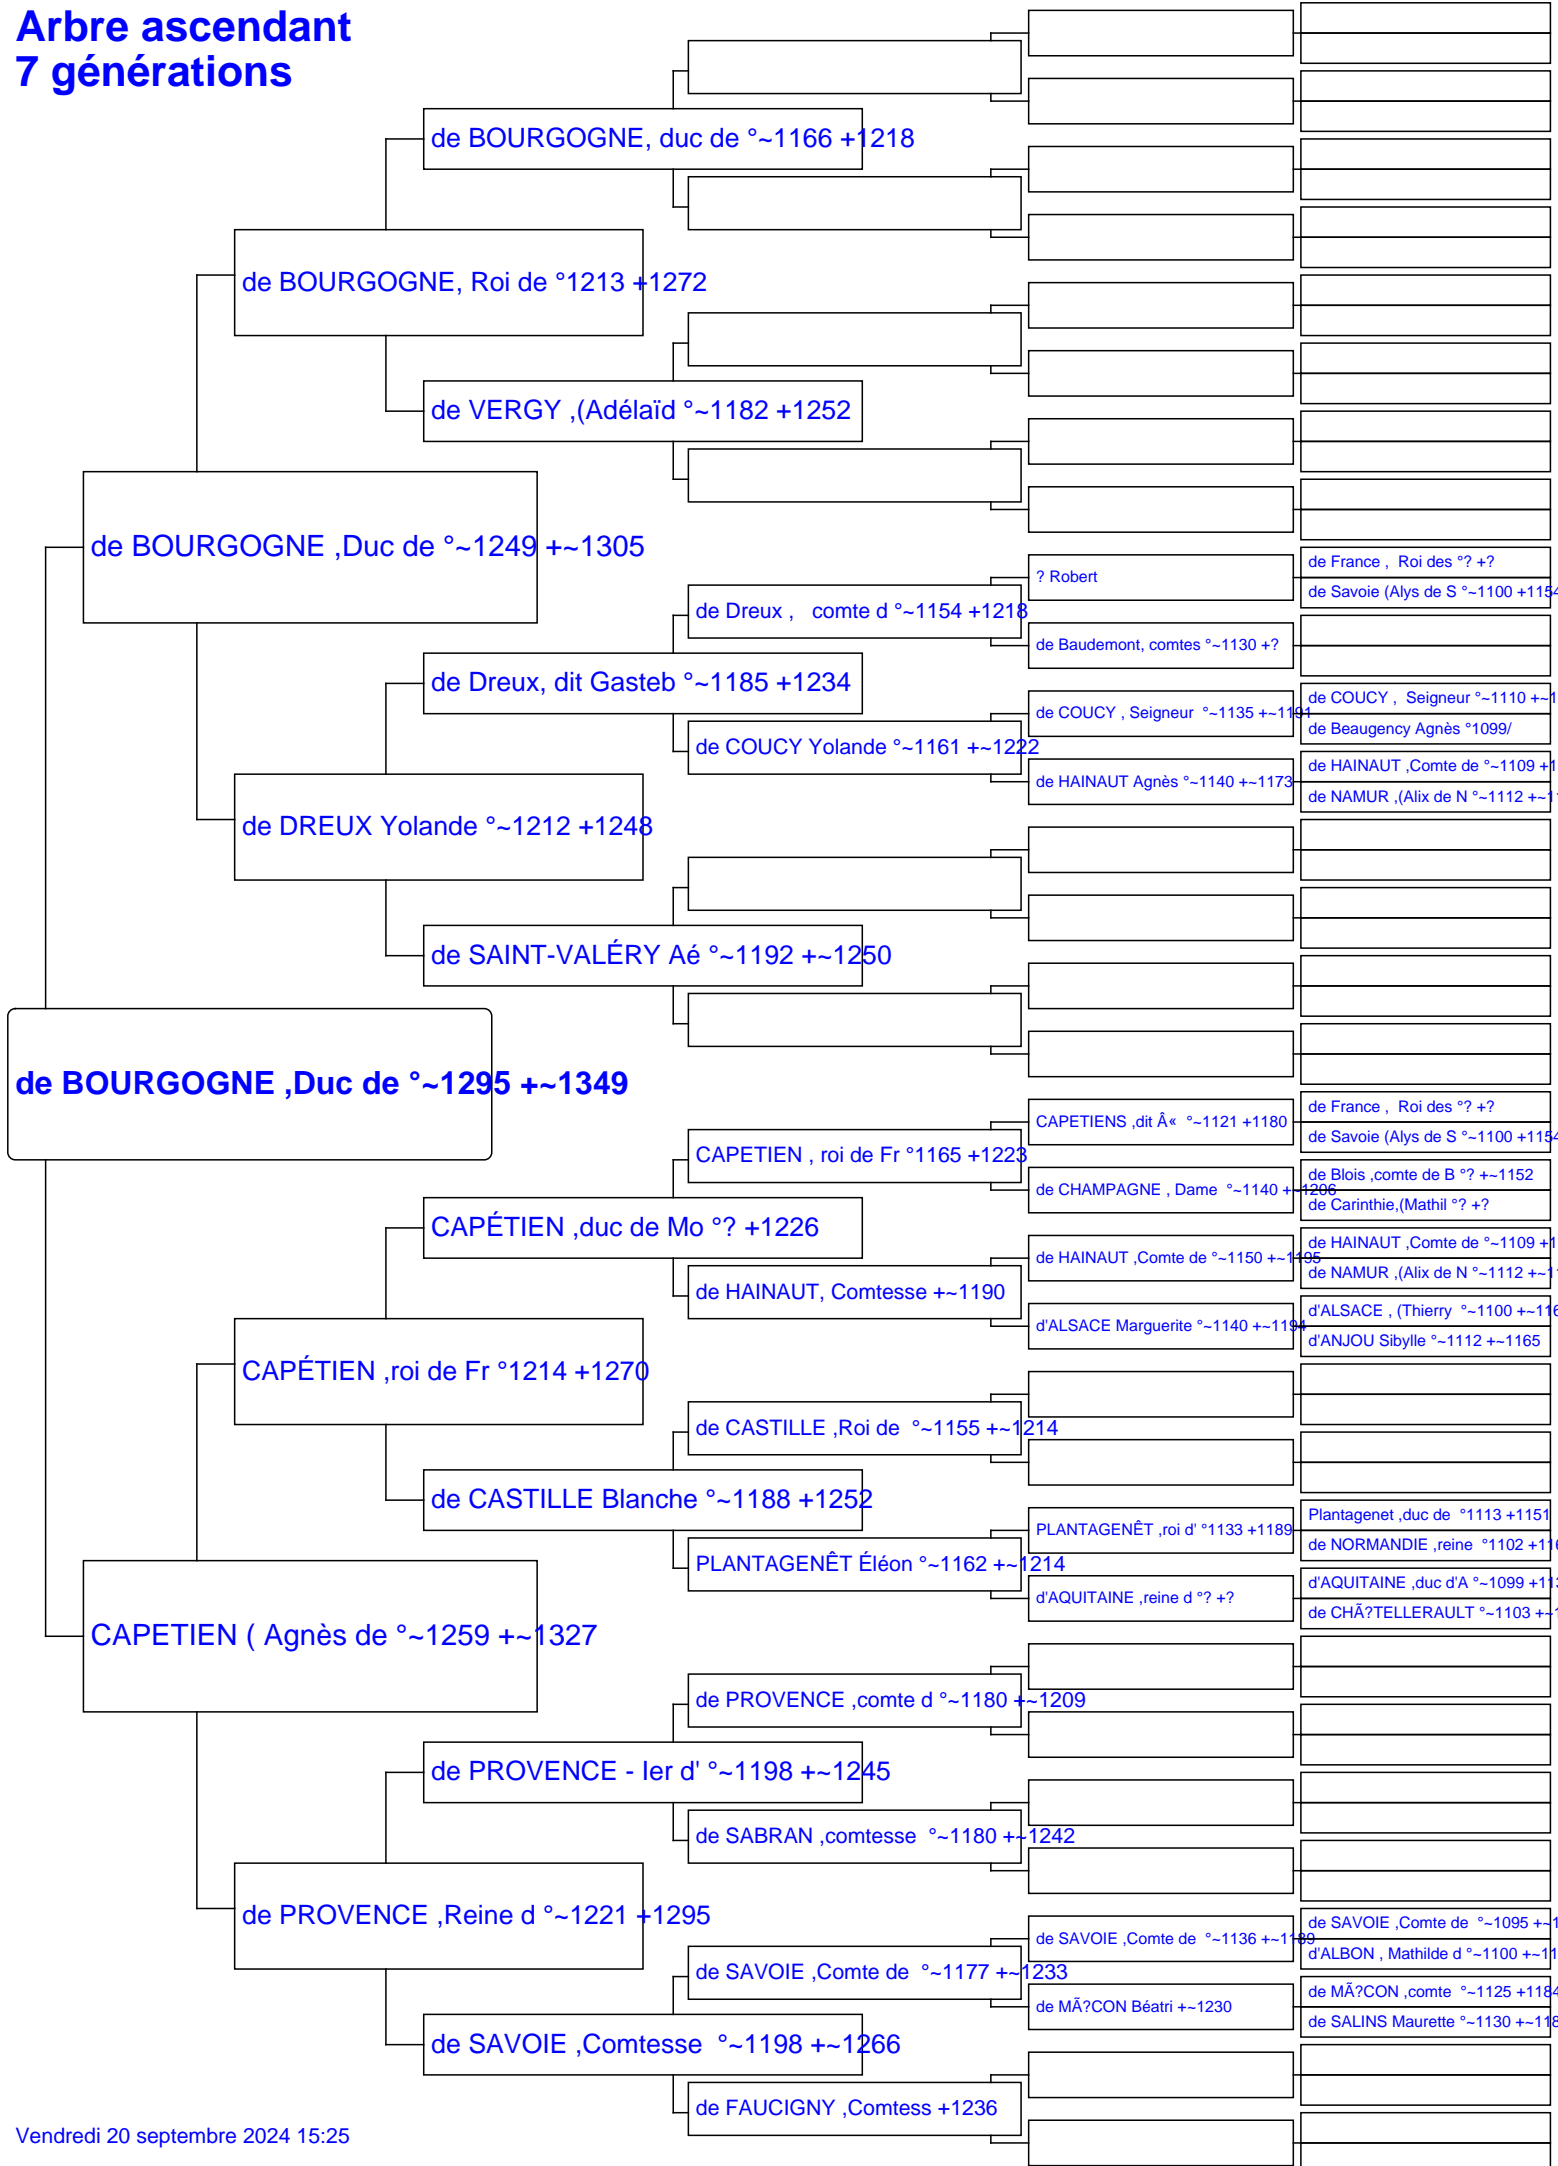 Arbre ascendant
7 générations
de BOURGOGNE, duc de °~1166 +1218
de BOURGOGNE, Roi de °1213 +1272
de VERGY ,(Adélaïd °~1182 +1252
de BOURGOGNE ,Duc de °~1249 +~1305
de France ,  Roi des °? +?
? Robert
de Savoie (Alys de S °~1100 +1154
de Dreux ,   comte d °~1154 +1218
de Baudemont, comtes °~1130 +?
de Dreux, dit Gasteb °~1185 +1234
de COUCY ,  Seigneur °~1110 +~1
de COUCY , Seigneur  °~1135 +~1191
de Beaugency Agnès °1099/
de COUCY Yolande °~1161 +~1222
de HAINAUT ,Comte de °~1109 +1
de HAINAUT Agnès °~1140 +~1173
de NAMUR ,(Alix de N °~1112 +~1
de DREUX Yolande °~1212 +1248
de SAINT-VALÉRY Aé °~1192 +~1250
de BOURGOGNE ,Duc de °~1295 +~1349
de France ,  Roi des °? +?
CAPETIENS ,dit Â«  °~1121 +1180
de Savoie (Alys de S °~1100 +1154
CAPETIEN , roi de Fr °1165 +1223
de Blois ,comte de B °? +~1152
de CHAMPAGNE , Dame  °~1140 +~1206
de Carinthie,(Mathil °? +?
CAPÉTIEN ,duc de Mo °? +1226
de HAINAUT ,Comte de °~1109 +1
de HAINAUT ,Comte de °~1150 +~1195
de NAMUR ,(Alix de N °~1112 +~1
de HAINAUT, Comtesse +~1190
d'ALSACE , (Thierry  °~1100 +~116
d'ALSACE Marguerite °~1140 +~1194
d'ANJOU Sibylle °~1112 +~1165
CAPÉTIEN ,roi de Fr °1214 +1270
de CASTILLE ,Roi de  °~1155 +~1214
de CASTILLE Blanche °~1188 +1252
Plantagenet ,duc de  °1113 +1151
PLANTAGENÊT ,roi d' °1133 +1189
de NORMANDIE ,reine  °1102 +116
PLANTAGENÊT Éléon °~1162 +~1214
d'AQUITAINE ,duc d'A °~1099 +113
d'AQUITAINE ,reine d °? +?
de CHÃ?TELLERAULT °~1103 +~1
CAPETIEN ( Agnès de °~1259 +~1327
de PROVENCE ,comte d °~1180 +~1209
de PROVENCE - Ier d' °~1198 +~1245
de SABRAN ,comtesse  °~1180 +~1242
de PROVENCE ,Reine d °~1221 +1295
de SAVOIE ,Comte de  °~1095 +~1
de SAVOIE ,Comte de  °~1136 +~1189
d'ALBON , Mathilde d °~1100 +~11
de SAVOIE ,Comte de  °~1177 +~1233
de MÃ?CON ,comte  °~1125 +1184
de MÃ?CON Béatri +~1230
de SALINS Maurette °~1130 +~118
de SAVOIE ,Comtesse  °~1198 +~1266
de FAUCIGNY ,Comtess +1236
Vendredi 20 septembre 2024 15:25